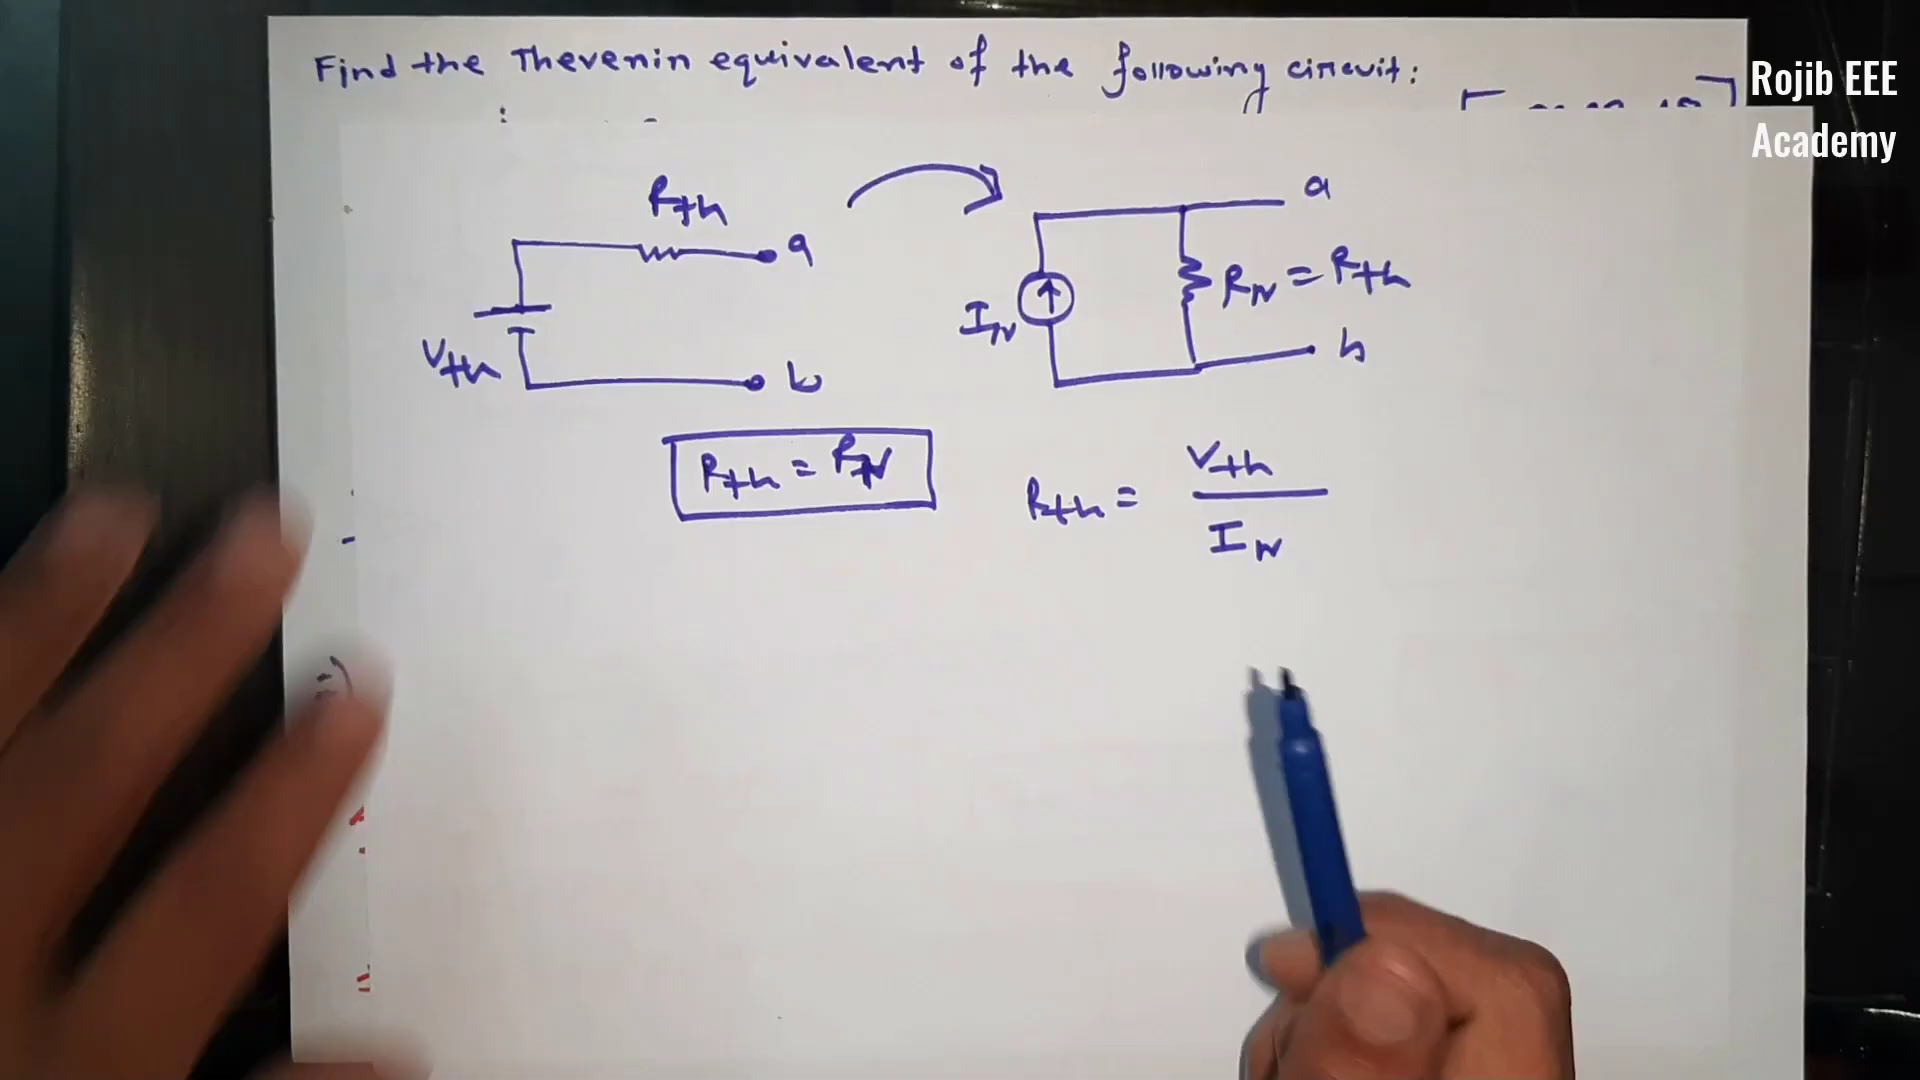 Find the Thevenin equivalent of the following circuit:
Rojib EEE
Academy
Rth
a
Vth
b
a
IN
RN = Rth
b
Rth = RN
Rth = Vth
IN